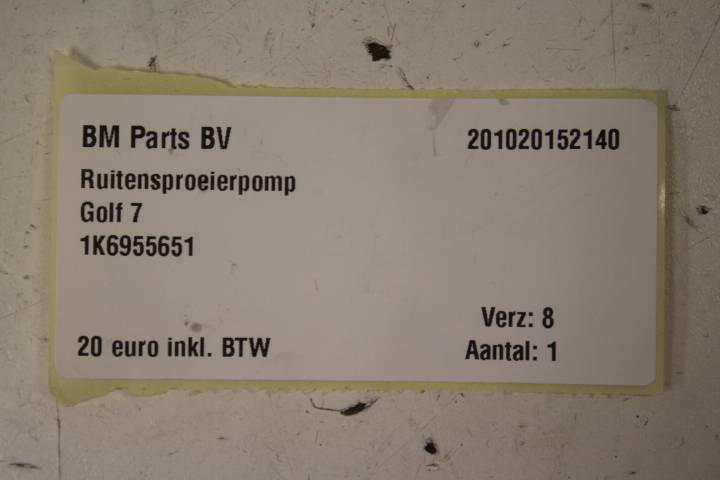 BM Parts BV 201020152140
Ruitensproeierpomp
Golf 7
1K6955651
Verz: 8
20 euro inkl. BTW Aantal: 1